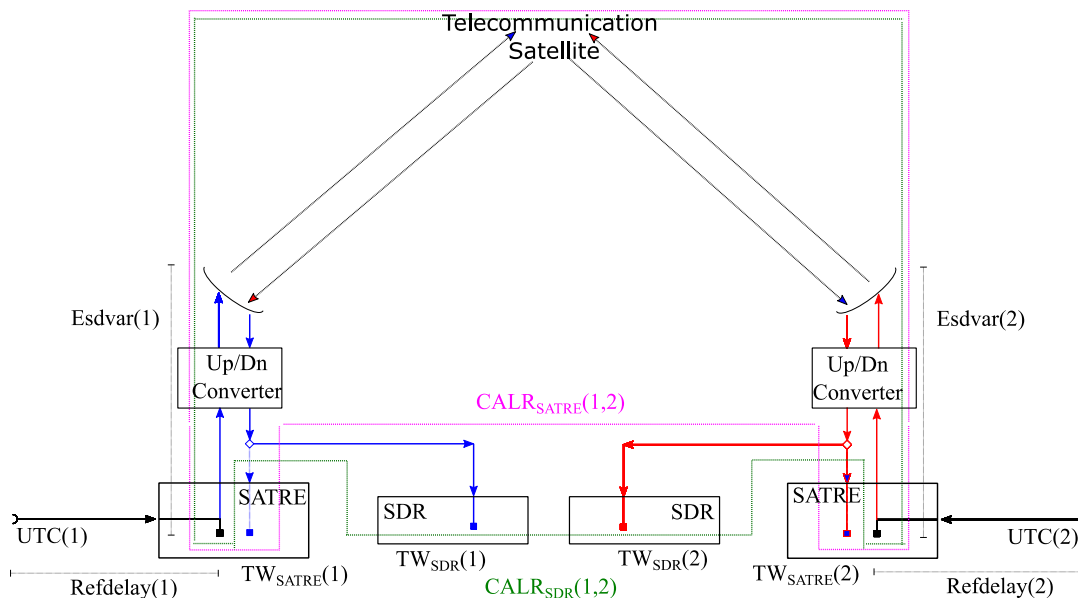 Telecommunication
Satellite
Esdvar(1)
Esdvar(2)
Up/Dn
Converter
Up/Dn
Converter
CALR_SATRE(1,2)
SATRE
SDR
SDR
SATRE
UTC(1)
UTC(2)
TW_SATRE(1)
TW_SDR(1)
TW_SDR(2)
TW_SATRE(2)
Refdelay(1)
CALR_SDR(1,2)
Refdelay(2)